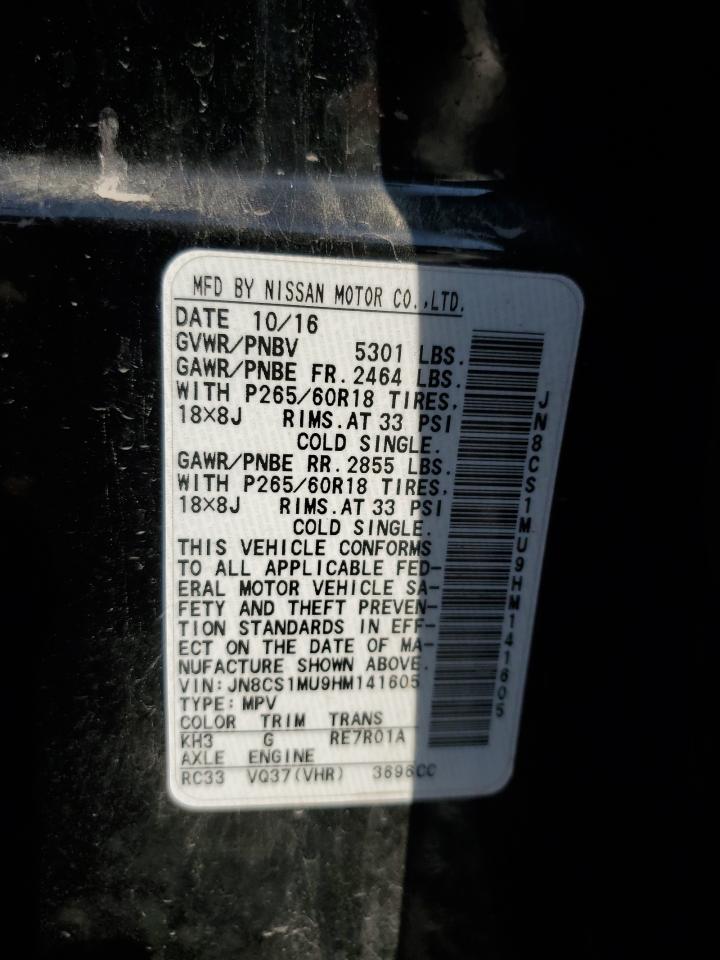 MFD BY NISSAN MOTOR CO.,LTD.
DATE 10/16
GVWR/PNBV 5301 LBS.
GAWR/PNBE FR. 2464 LBS.
WITH P265/60R18 TIRES,
18×8J RIMS. AT 33 PSI
COLD SINGLE.
GAWR/PNBE RR. 2855 LBS.
WITH P265/60R18 TIRES,
18×8J RIMS. AT 33 PSI
COLD SINGLE.
THIS VEHICLE CONFORMS
TO ALL APPLICABLE FED-
ERAL MOTOR VEHICLE SA-
FETY AND THEFT PREVEN-
TION STANDARDS IN EFF-
ECT ON THE DATE OF MA-
NUFACTURE SHOWN ABOVE.
VIN: JN8CS1MU9HM141605
TYPE: MPV
COLOR TRIM TRANS
KH3 G RE7R01A
AXLE ENGINE
RC33 VQ37(VHR) 3696CC
JN8CS1MU9HM141605